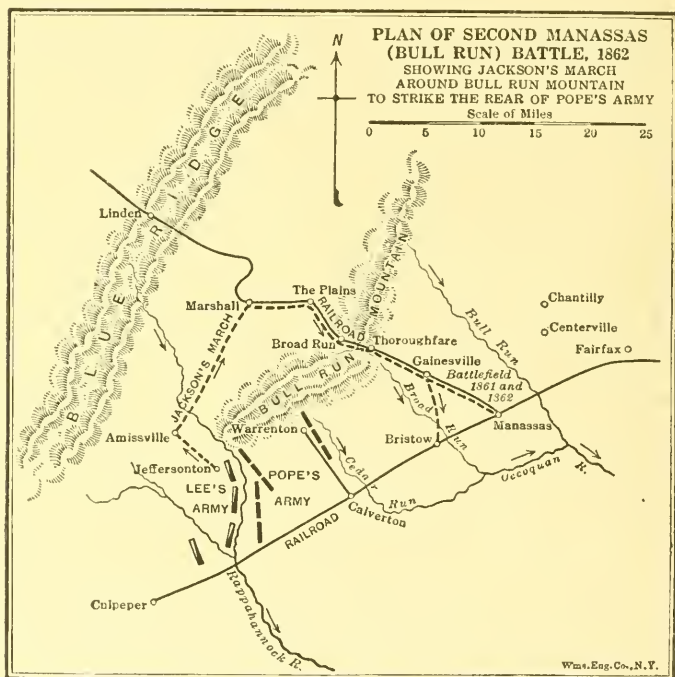 PLAN OF SECOND MANASSAS
(BULL RUN) BATTLE, 1862
SHOWING JACKSON'S MARCH
AROUND BULL RUN MOUNTAIN
TO STRIKE THE REAR OF POPE'S ARMY
Scale of Miles
0 5 10 15 20 25
N
BLUE RIDGE
Linden
Marshall
The Plains
RAILROAD
BULL RUN MOUNTAIN
Broad Run
Thoroughfare
Gainesville
Battlefield
1861 and
1362
Bull Run
Chantilly
Centerville
Fairfax
JACKSON'S MARCH
Amissville
Jeffersonton
Warrenton
LEE'S
ARMY
POPE'S
ARMY
Cedar Run
Broad Run
Bristow
Manassas
Occoquan R.
Calverton
RAILROAD
Culpeper
Rappahannock R.
Wms. Eng. Co., N.Y.